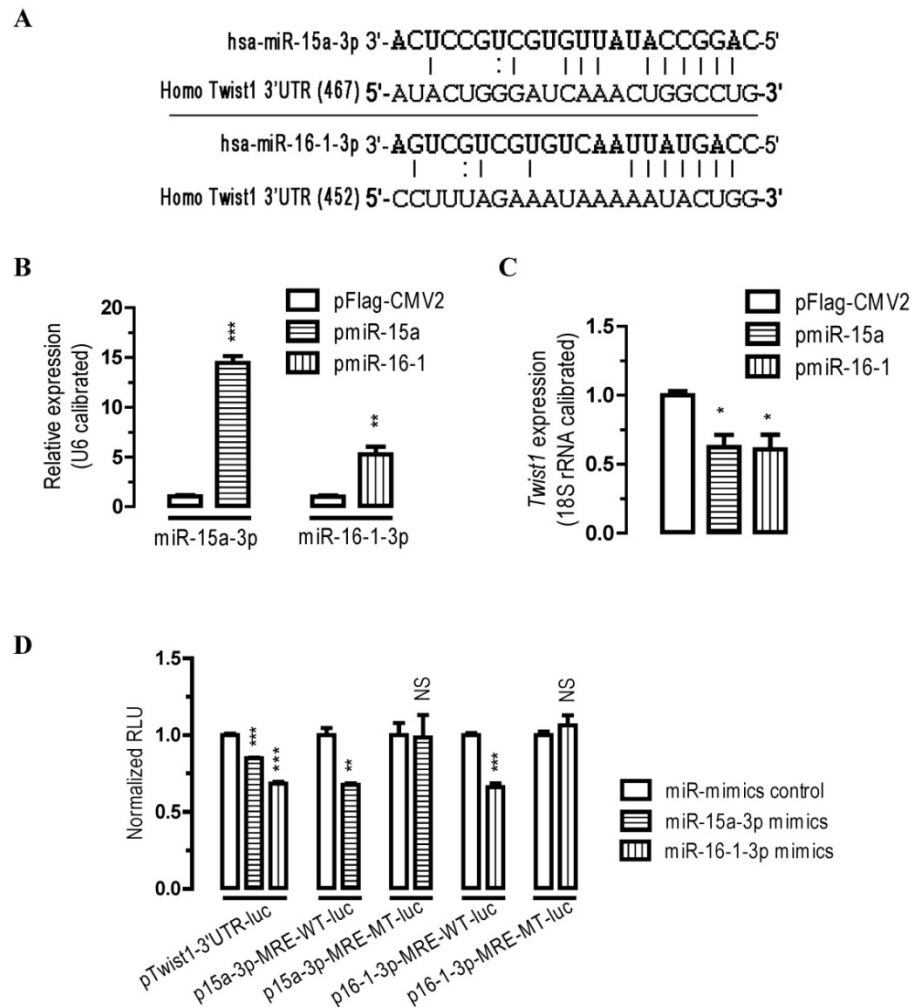 A
hsa-miR-15a-3p 3'-ACUCCGUCGUGUUAUACCGGAC-5'
Homo Twist1 3'UTR (467) 5'-AUACUGGGAUCAAACUGGCCUG-3'
hsa-miR-16-1-3p 3'-AGUCGUCGUGUCAAUUAUGACC-5'
Homo Twist1 3'UTR (452) 5'-CCUUUAGAAAUAAAAAUACUGG-3'
B
Relative expression
(U6 calibrated)
20
15
10
5
0
***
**
pFlag-CMV2
pmiR-15a
pmiR-16-1
miR-15a-3p
miR-16-1-3p
C
Twist1 expression
(18S rRNA calibrated)
1.5
1.0
0.5
0.0
*
*
pFlag-CMV2
pmiR-15a
pmiR-16-1
D
Normalized RLU
1.5
1.0
0.5
0.0
***
***
**
NS
***
NS
pTwist1-3'UTR-luc
p15a-3p-MRE-WT-luc
p15a-3p-MRE-MT-luc
p16-1-3p-MRE-WT-luc
p16-1-3p-MRE-MT-luc
miR-mimics control
miR-15a-3p mimics
miR-16-1-3p mimics